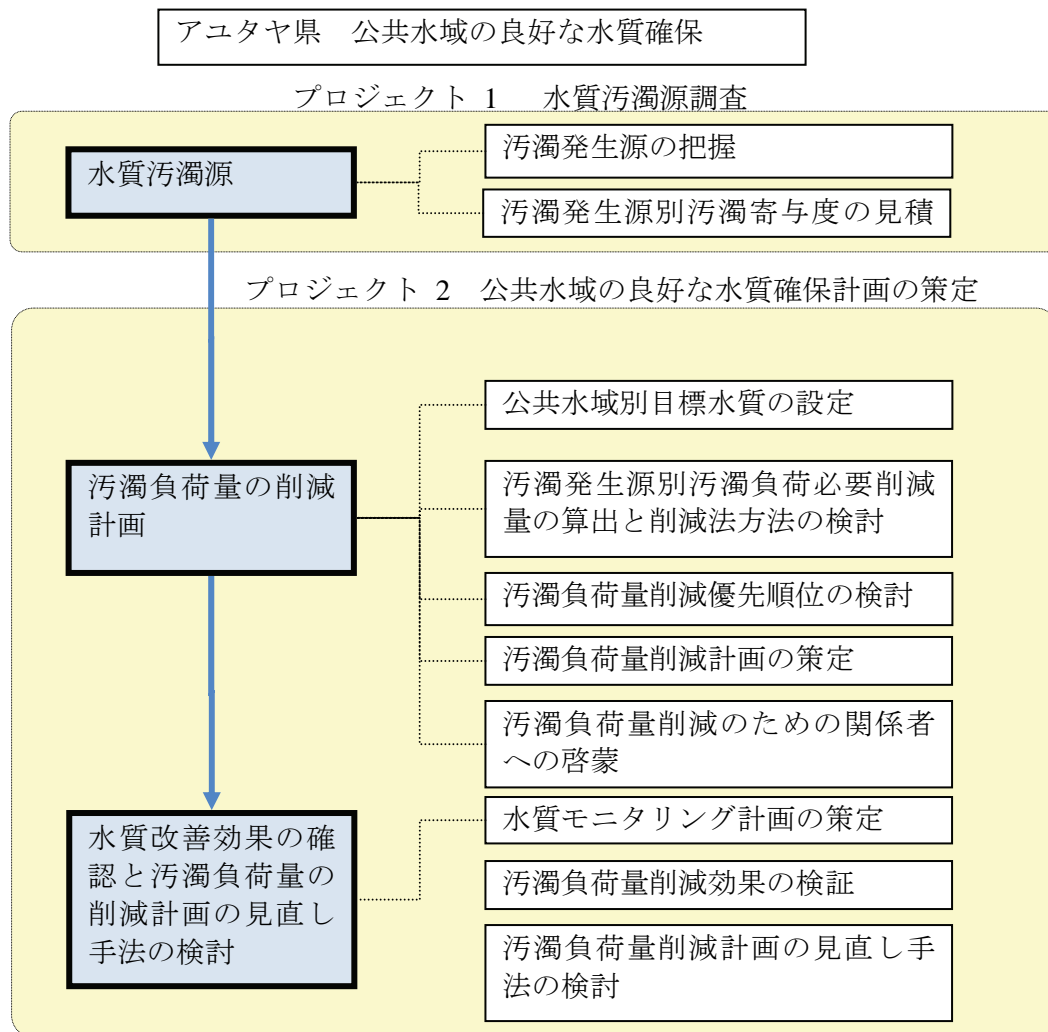 アユタヤ県　公共水域の良好な水質確保
プロジェクト 1　水質汚濁源調査
水質汚濁源
汚濁発生源の把握
汚濁発生源別汚濁寄与度の見積
プロジェクト 2　公共水域の良好な水質確保計画の策定
汚濁負荷量の削減
計画
公共水域別目標水質の設定
汚濁発生源別汚濁負荷必要削減
量の算出と削減法方法の検討
汚濁負荷量削減優先順位の検討
汚濁負荷量削減計画の策定
汚濁負荷量削減のための関係者
への啓蒙
水質改善効果の確
認と汚濁負荷量の
削減計画の見直し
手法の検討
水質モニタリング計画の策定
汚濁負荷量削減効果の検証
汚濁負荷量削減計画の見直し手
法の検討